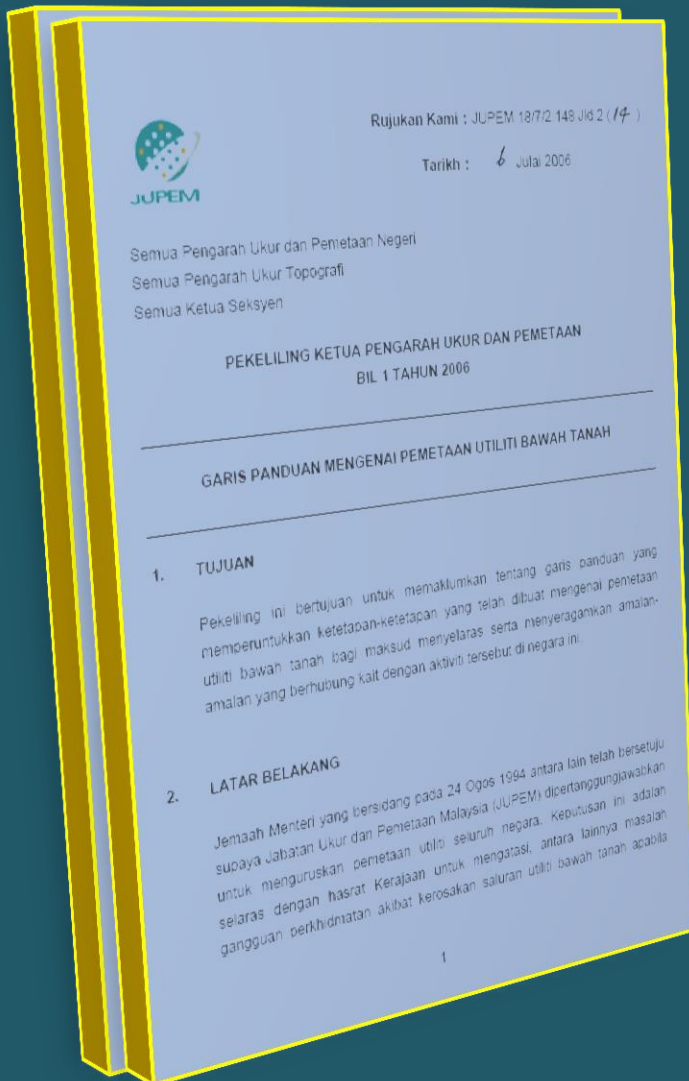 Rujukan Kami : JUPEM 18/7/2.148 Jld.2 ( 14 )
JUPEM
Tarikh : 6 Julai 2006
Semua Pengarah Ukur dan Pemetaan Negeri
Semua Pengarah Ukur Topografi
Semua Ketua Seksyen
PEKELILING KETUA PENGARAH UKUR DAN PEMETAAN
BIL 1 TAHUN 2006
GARIS PANDUAN MENGENAI PEMETAAN UTILITI BAWAH TANAH
1. TUJUAN
Pekeliling ini bertujuan untuk memaklumkan tentang garis panduan yang
memperuntukkan ketetapan-ketetapan yang telah dibuat mengenai pemetaan
utiliti bawah tanah bagi maksud menyelaras serta menyeragamkan amalan-
amalan yang berhubung kait dengan aktiviti tersebut di negara ini.
2. LATAR BELAKANG
Jemaah Menteri yang bersidang pada 24 Ogos 1994 antara lain telah bersetuju
supaya Jabatan Ukur dan Pemetaan Malaysia (JUPEM) dipertanggungjawabkan
untuk menguruskan pemetaan utiliti seluruh negara. Keputusan ini adalah
selaras dengan hasrat Kerajaan untuk mengatasi, antara lainnya masalah
gangguan perkhidmatan akibat kerosakan saluran utiliti bawah tanah apabila
1